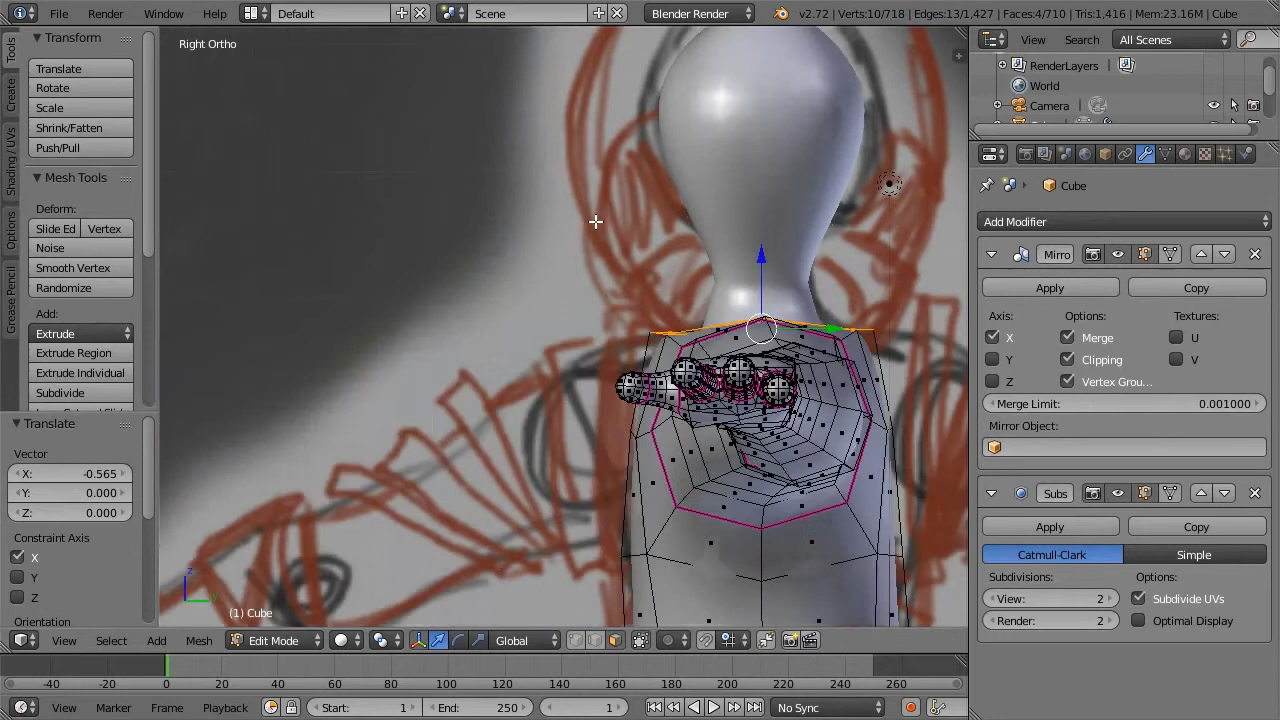 File Render Window Help Default Scene Blender Render v2.72 | Verts:10/718 | Edges:13/1,427 | Faces:4/710 | Tris:1,416 | Mem:23.16M | Cube
Tools
Create
Shading / UVs
Options
Grease Pencil
Transform
Translate
Rotate
Scale
Shrink/Fatten
Push/Pull
Mesh Tools
Deform:
Slide Ed Vertex
Noise
Smooth Vertex
Randomize
Add:
Extrude
Extrude Region
Extrude Individual
Subdivide
Translate
Vector
X: -0.565
Y: 0.000
Z: 0.000
Constraint Axis
X
Y
Z
Orientation
Right Ortho
z
y
(1) Cube
View Select Add Mesh Edit Mode Global
-40 -20 0 20 40 60 80 100 120 140 160 180 200 220 240 260
View Marker Frame Playback Start: 1 End: 250 1 No Sync
View Search All Scenes
RenderLayers
World
Camera
Cube
Add Modifier
Mirro
Apply Copy
Axis: Options: Textures:
X Merge U
Y Clipping V
Z Vertex Grou...
Merge Limit: 0.001000
Mirror Object:
Subs
Apply Copy
Catmull-Clark Simple
Subdivisions: Options:
View: 2 Subdivide UVs
Render: 2 Optimal Display